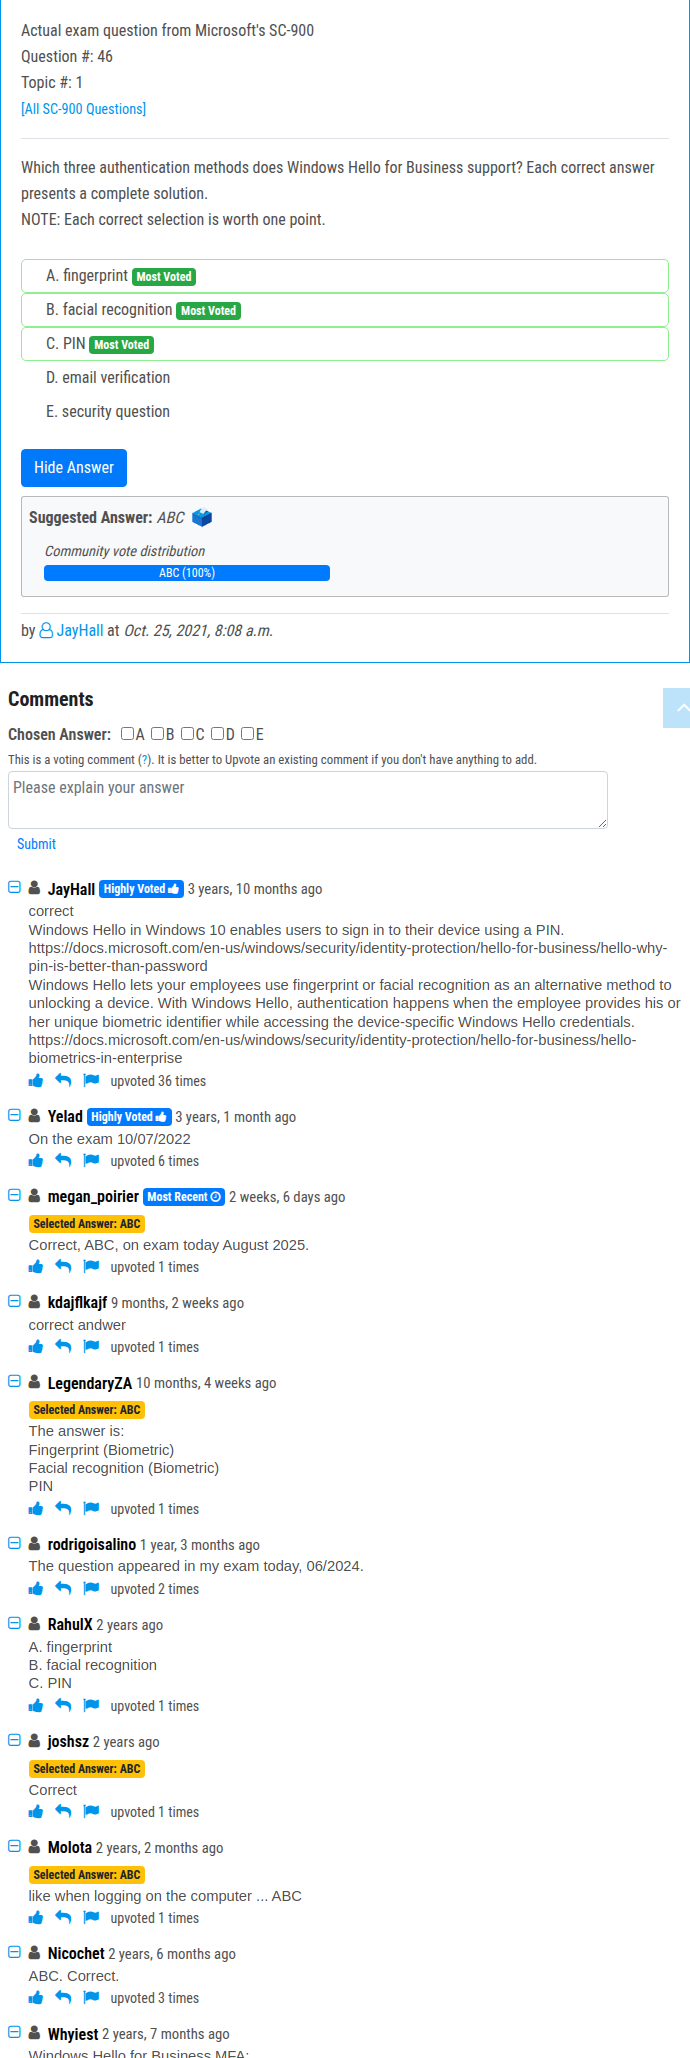 Actual exam question from Microsoft's SC-900
Question #: 46
Topic #: 1
[All SC-900 Questions]
Which three authentication methods does Windows Hello for Business support? Each correct answer
presents a complete solution.
NOTE: Each correct selection is worth one point.
A. fingerprint Most Voted
B. facial recognition Most Voted
C. PIN Most Voted
D. email verification
E. security question
Hide Answer
Suggested Answer: ABC
Community vote distribution
ABC (100%)
by JayHall at Oct. 25, 2021, 8:08 a.m.
Comments
Chosen Answer: A B C D E
This is a voting comment (?). It is better to Upvote an existing comment if you don't have anything to add.
Please explain your answer
Submit
JayHall Highly Voted 3 years, 10 months ago
correct
Windows Hello in Windows 10 enables users to sign in to their device using a PIN.
https://docs.microsoft.com/en-us/windows/security/identity-protection/hello-for-business/hello-why-
pin-is-better-than-password
Windows Hello lets your employees use fingerprint or facial recognition as an alternative method to
unlocking a device. With Windows Hello, authentication happens when the employee provides his or
her unique biometric identifier while accessing the device-specific Windows Hello credentials.
https://docs.microsoft.com/en-us/windows/security/identity-protection/hello-for-business/hello-
biometrics-in-enterprise
upvoted 36 times
Yelad Highly Voted 3 years, 1 month ago
On the exam 10/07/2022
upvoted 6 times
megan_poirier Most Recent 2 weeks, 6 days ago
Selected Answer: ABC
Correct, ABC, on exam today August 2025.
upvoted 1 times
kdajflkajf 9 months, 2 weeks ago
correct andwer
upvoted 1 times
LegendaryZA 10 months, 4 weeks ago
Selected Answer: ABC
The answer is:
Fingerprint (Biometric)
Facial recognition (Biometric)
PIN
upvoted 1 times
rodrigoisalino 1 year, 3 months ago
The question appeared in my exam today, 06/2024.
upvoted 2 times
RahulX 2 years ago
A. fingerprint
B. facial recognition
C. PIN
upvoted 1 times
joshsz 2 years ago
Selected Answer: ABC
Correct
upvoted 1 times
Molota 2 years, 2 months ago
Selected Answer: ABC
like when logging on the computer ... ABC
upvoted 1 times
Nicochet 2 years, 6 months ago
ABC. Correct.
upvoted 3 times
Whyiest 2 years, 7 months ago
Windows Hello for Business MFA: